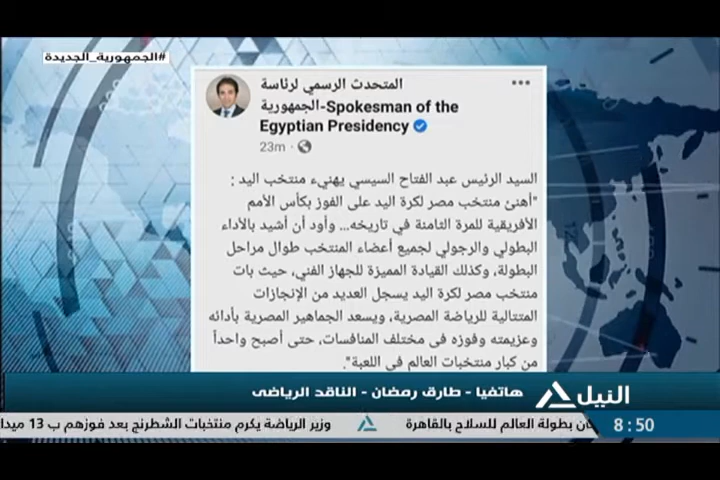 #الجمهورية_الجديدة
المتحدث الرسمي لرئاسة
الجمهورية-Spokesman of the
Egyptian Presidency
23m
السيد الرئيس عبد الفتاح السيسي يهنيء منتخب اليد :
"أهنئ منتخب مصر لكرة اليد على الفوز بكأس الأمم
الأفريقية للمرة الثامنة في تاريخه... وأود أن أشيد بالأداء
البطولي والرجولي لجميع أعضاء المنتخب طوال مراحل
البطولة، وكذلك القيادة المميزة للجهاز الفني، حيث بات
منتخب مصر لكرة اليد يسجل العديد من الإنجازات
المتتالية للرياضة المصرية، ويسعد الجماهير المصرية بأدائه
وعزيمته وفوزه فى مختلف المنافسات، حتى أصبح واحداً
من كبار منتخبات العالم فى اللعبة".
هاتفيا - طارق رمضان - الناقد الرياضى
النيل
بطولة العالم للسلاح بالقاهرة
وزير الرياضة يكرم منتخبات الشطرنج بعد فوزهم ب 13
8:50